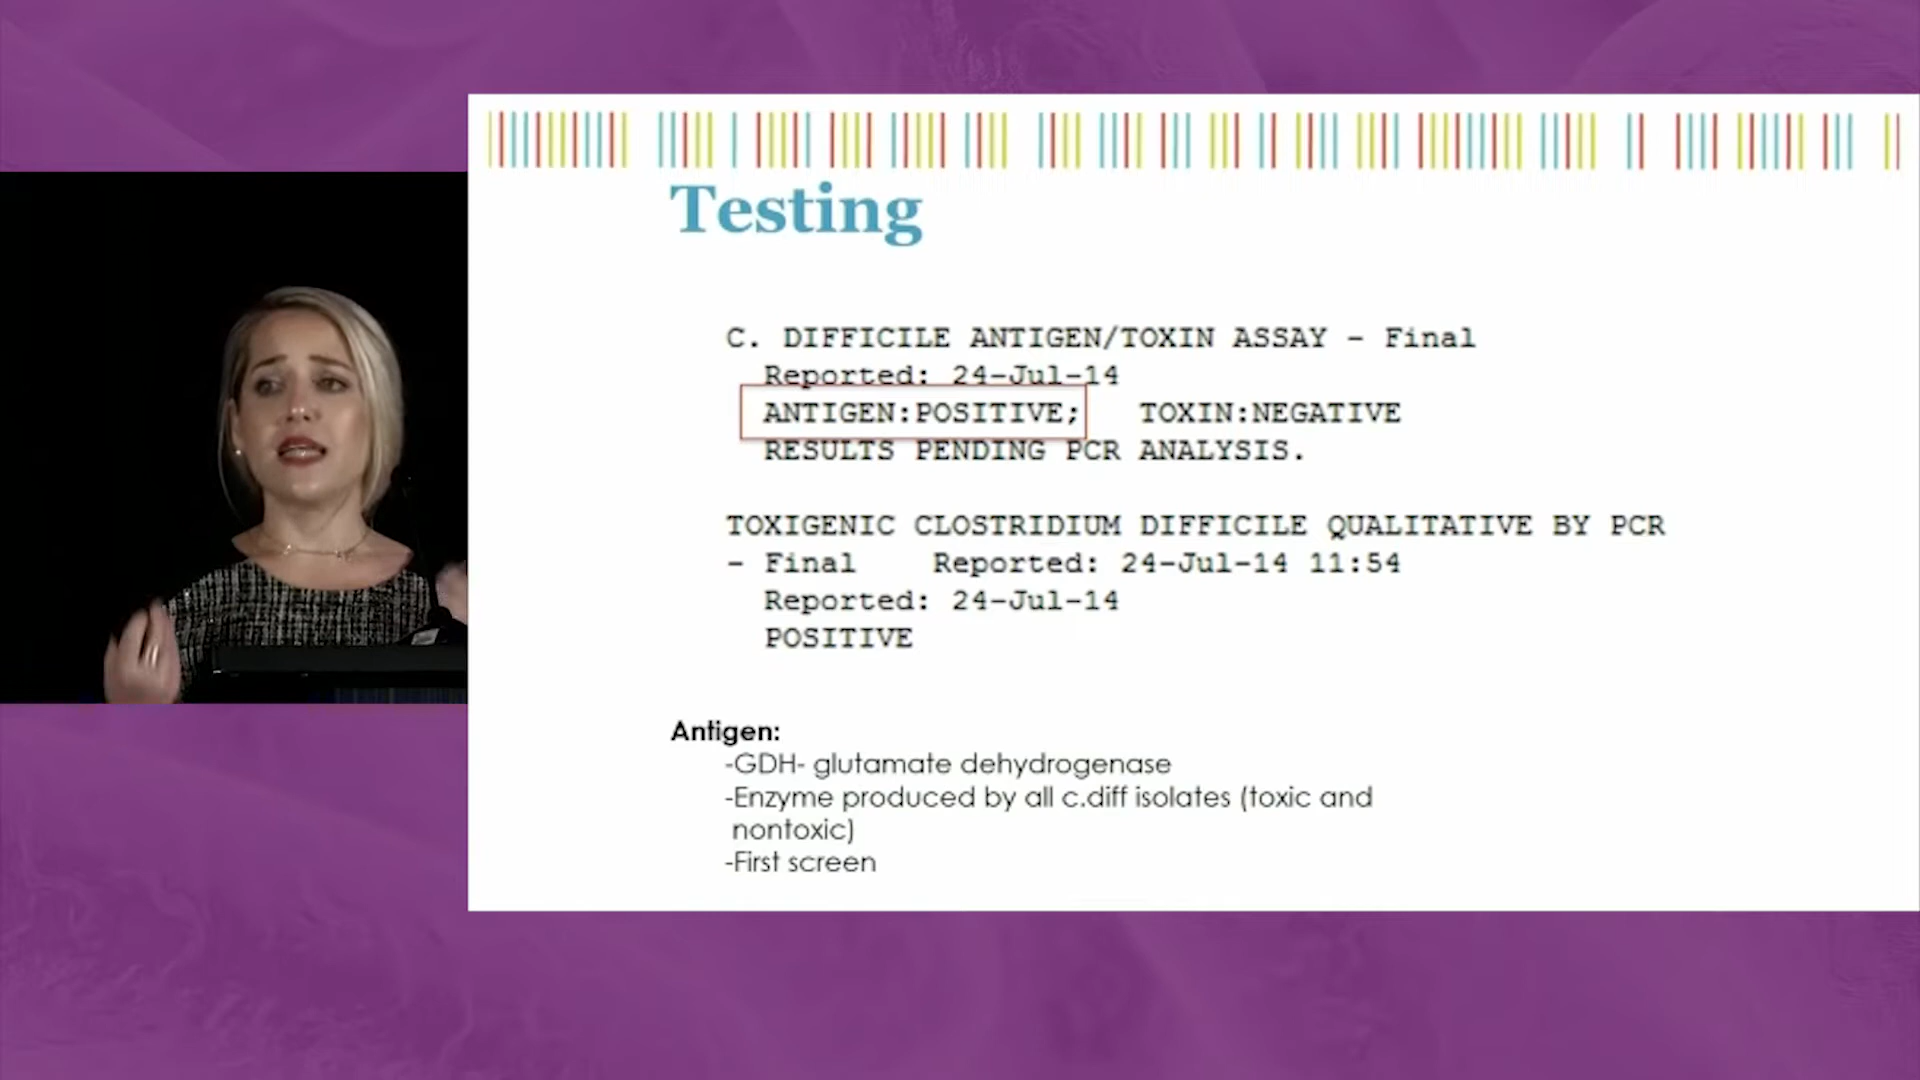 Testing
C. DIFFICILE ANTIGEN/TOXIN ASSAY - Final
Reported: 24-Jul-14
ANTIGEN:POSITIVE; TOXIN:NEGATIVE
RESULTS PENDING PCR ANALYSIS.
TOXIGENIC CLOSTRIDIUM DIFFICILE QUALITATIVE BY PCR
- Final Reported: 24-Jul-14 11:54
Reported: 24-Jul-14
POSITIVE
Antigen:
-GDH- glutamate dehydrogenase
-Enzyme produced by all c.diff isolates (toxic and
nontoxic)
-First screen